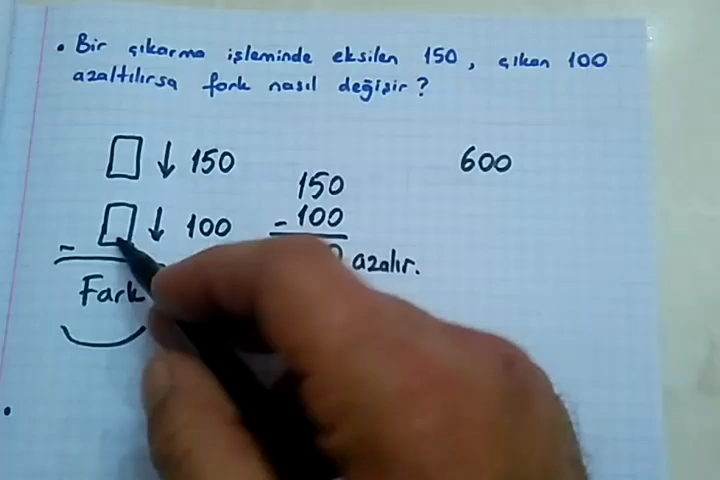 • Bir çıkarma işleminde eksilen 150, çıkan 100
azaltılırsa fark nasıl değişir?
↓ 150
600
150
↓ 100
- 100
-
azalır.
Fark